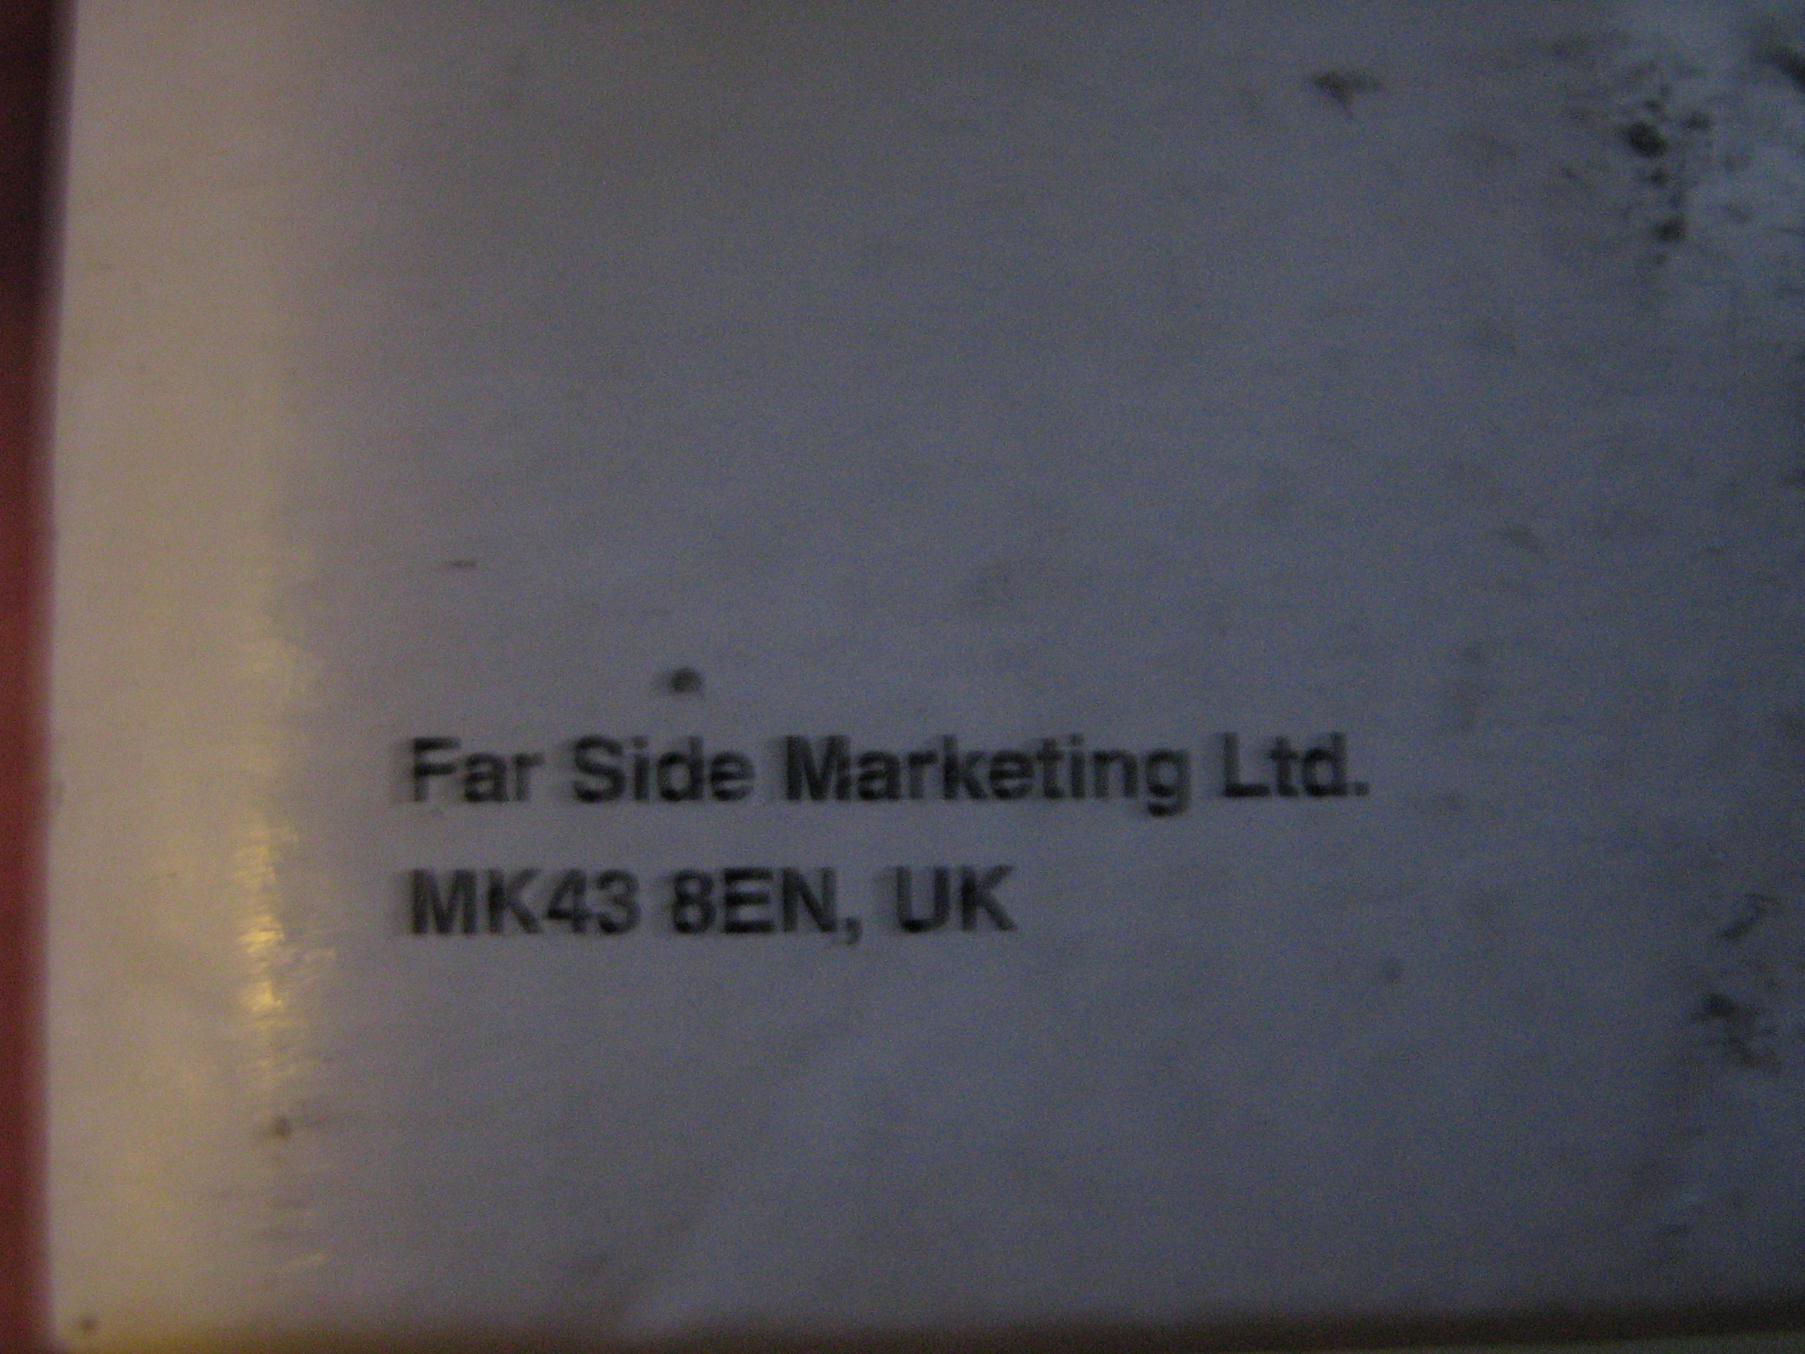 Far Side Marketing Ltd.
MK43 8EN, UK